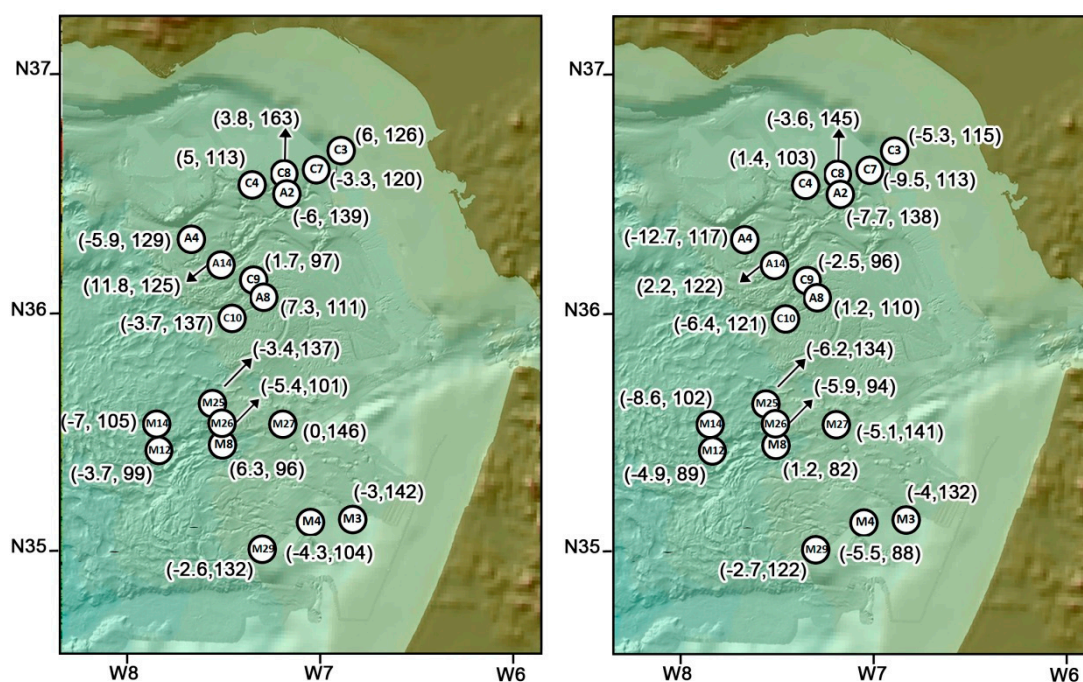 N37
(3.8, 163)
(6, 126)
(5, 113)
C3
C4
C8
C7
(-3.3, 120)
A2
(-6, 139)
(-5.9, 129)
A4
A14
(1.7, 97)
(11.8, 125)
C9
A8
N36
(-3.7, 137)
C10
(7.3, 111)
(-3.4,137)
(-5.4,101)
M25
(-7, 105)
M14
M26
M27
(0,146)
M12
M8
(-3.7, 99)
(6.3, 96)
(-3,142)
M4
M3
N35
M29
(-4.3,104)
(-2.6,132)
W8
W7
W6
N37
(-3.6, 145)
(-5.3, 115)
(1.4, 103)
C3
C4
C8
C7
(-9.5, 113)
A2
(-7.7, 138)
(-12.7, 117)
A4
A14
(-2.5, 96)
(2.2, 122)
C9
A8
N36
(-6.4, 121)
C10
(1.2, 110)
(-6.2,134)
(-5.9, 94)
M25
(-8.6, 102)
M14
M26
M27
(-5.1,141)
M12
M8
(-4.9, 89)
(1.2, 82)
(-4,132)
M4
M3
N35
M29
(-5.5, 88)
(-2.7,122)
W8
W7
W6